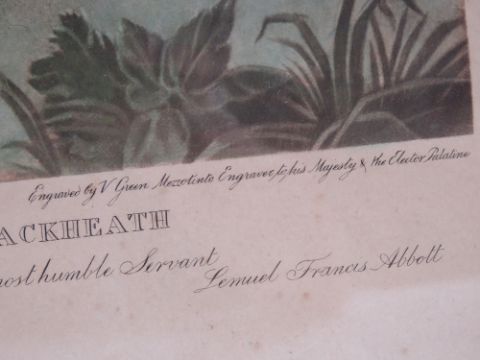 Engraved by V Green Mezzotinto Engraver, to his Majesty & the Elector Palatine
ACKHEATH
most humble Servant
Lemuel Francis Abbott